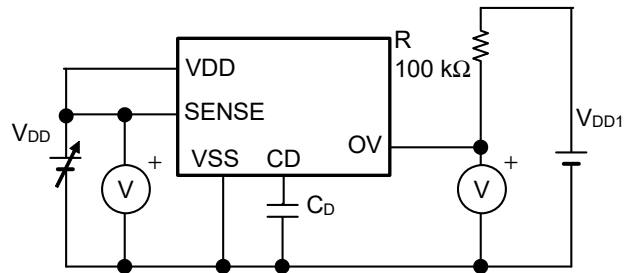 R
100 kΩ
VDD
SENSE
VDD
OV
VDD1
+
V
VSS
CD
+
V
CD